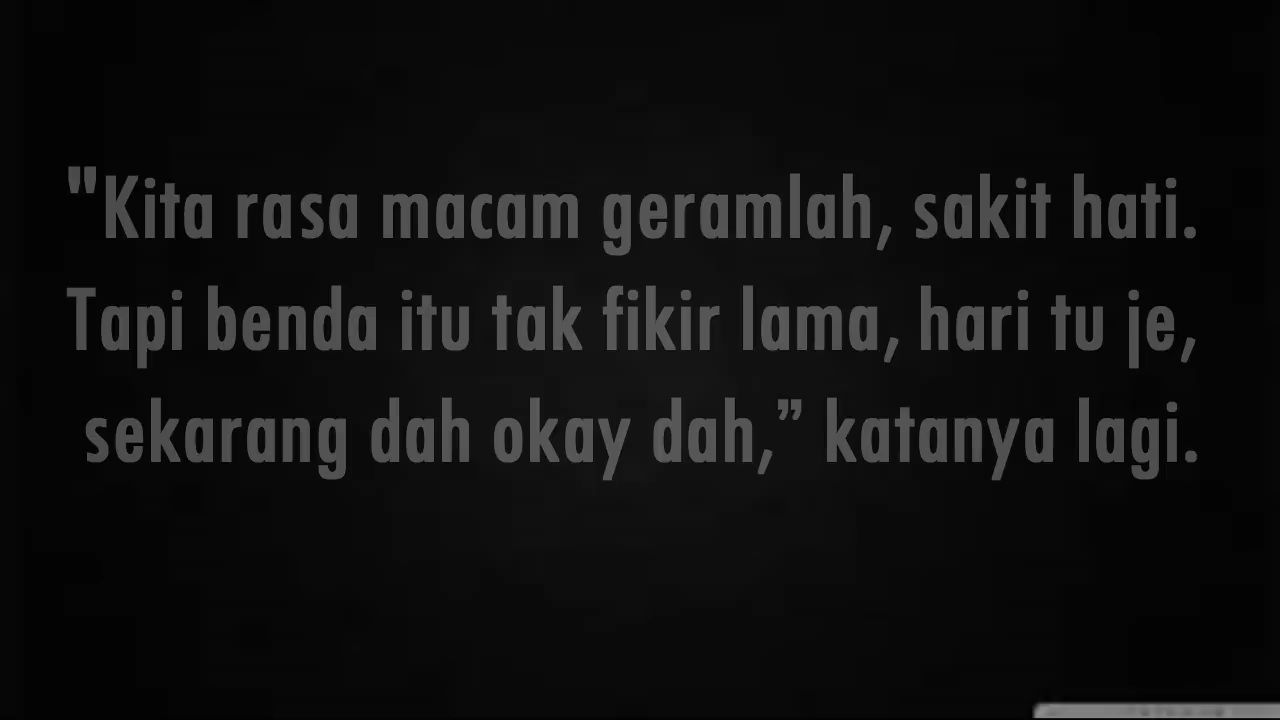 "Kita rasa macam geramlah, sakit hati.
Tapi benda itu tak fikir lama, hari tu je,
sekarang dah okay dah,” katanya lagi.